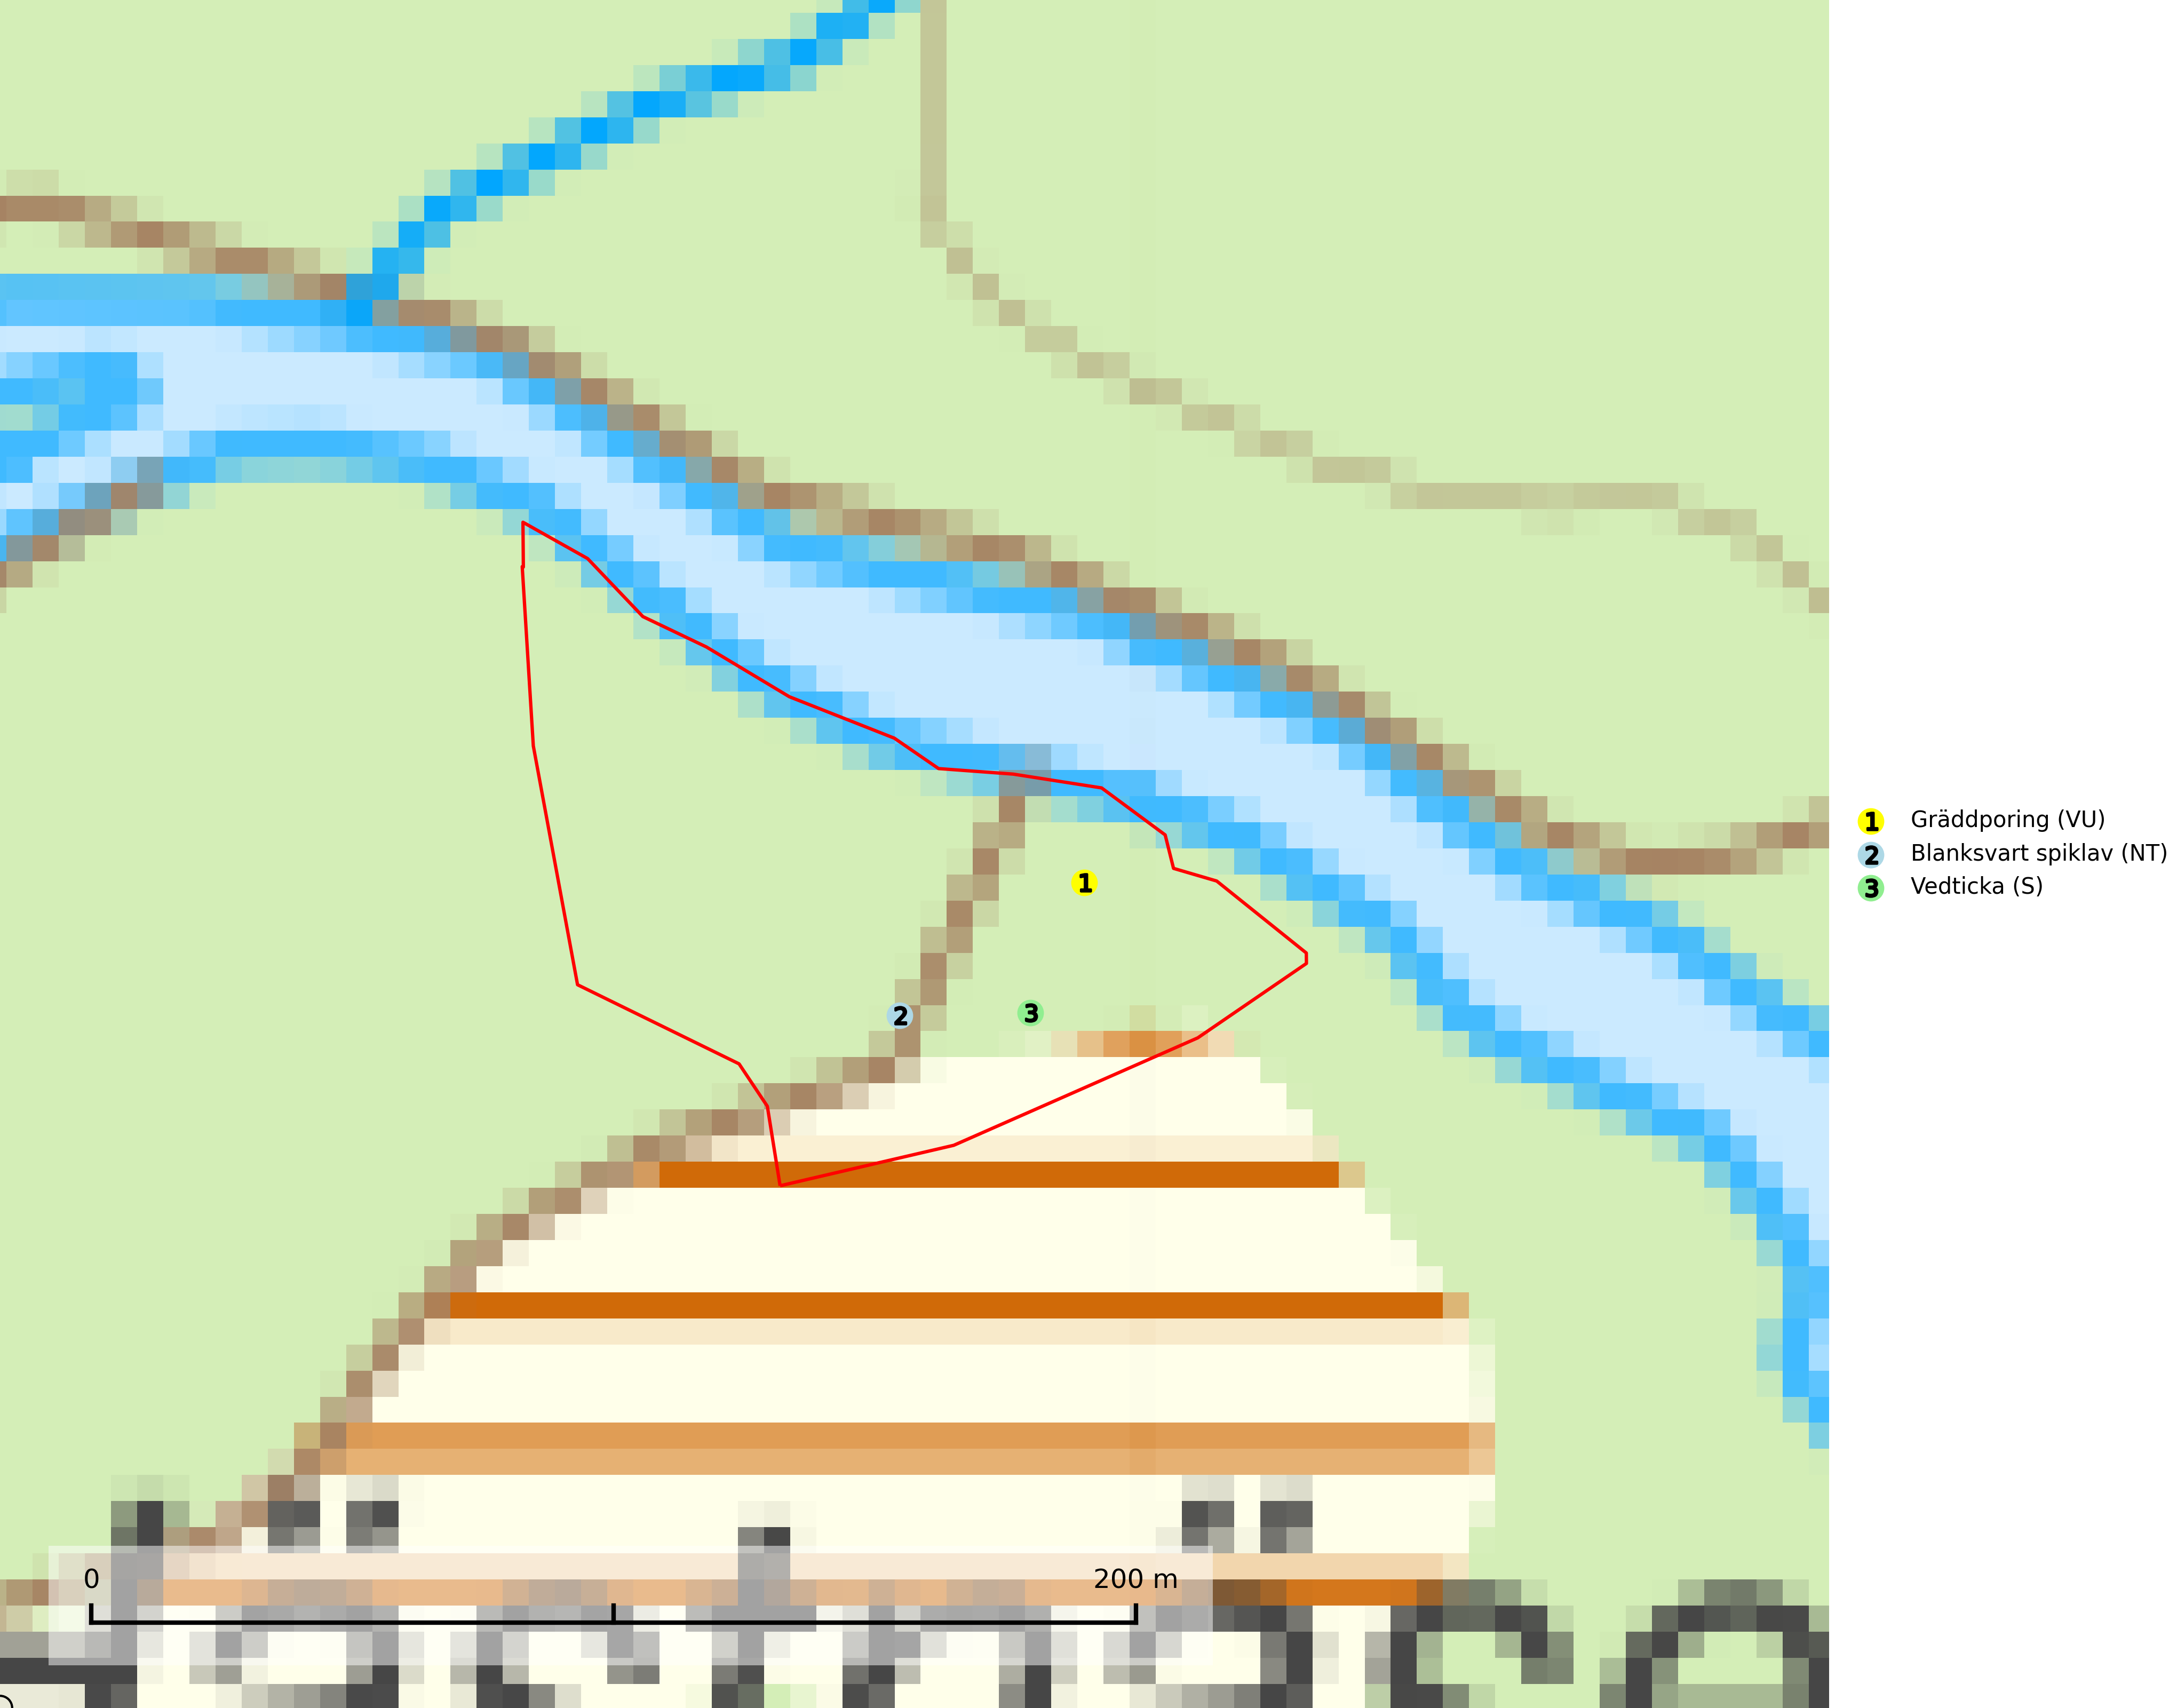 1
2
3
1 Gräddporing (VU)
2 Blanksvart spiklav (NT)
3 Vedticka (S)
0 200 m